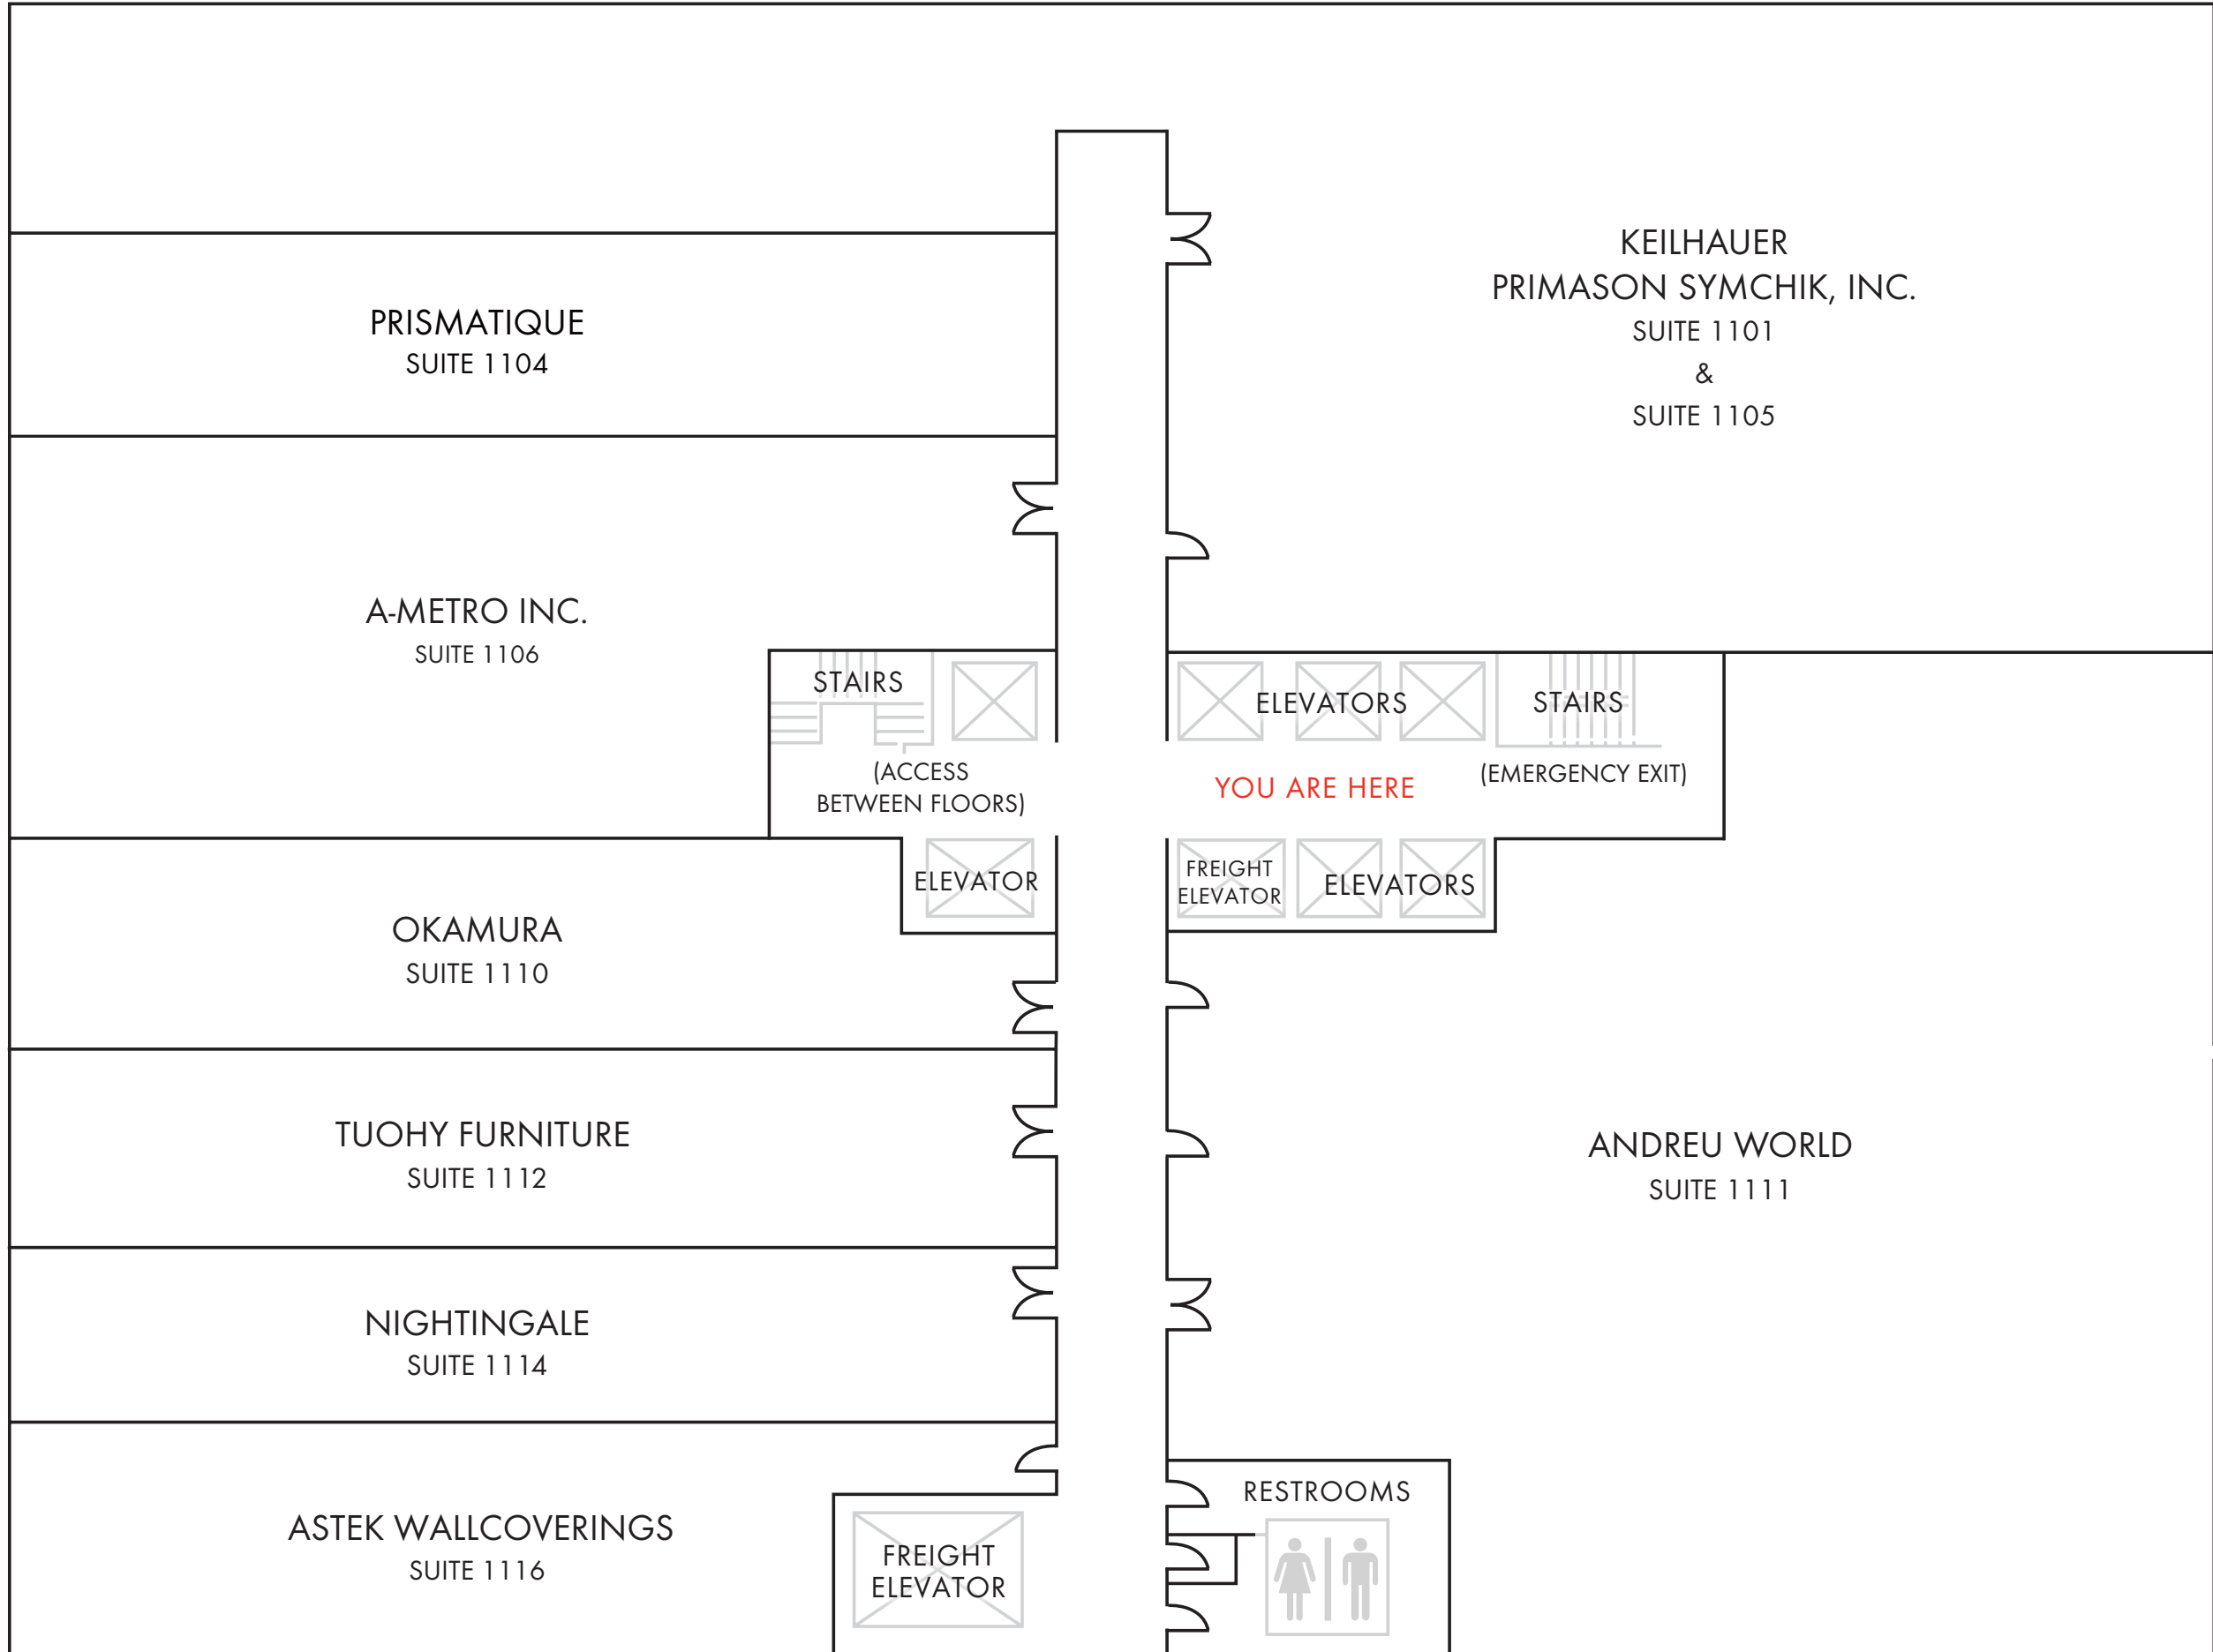 KEILHAUER
PRIMASON SYMCHIK, INC.
SUITE 1101
&
SUITE 1105
PRISMATIQUE
SUITE 1104
A-METRO INC.
SUITE 1106
STAIRS
(ACCESS
BETWEEN FLOORS)
ELEVATORS
STAIRS
(EMERGENCY EXIT)
YOU ARE HERE
ELEVATOR
FREIGHT
ELEVATOR
ELEVATORS
OKAMURA
SUITE 1110
TUOHY FURNITURE
SUITE 1112
ANDREU WORLD
SUITE 1111
NIGHTINGALE
SUITE 1114
ASTEK WALLCOVERINGS
SUITE 1116
FREIGHT
ELEVATOR
RESTROOMS